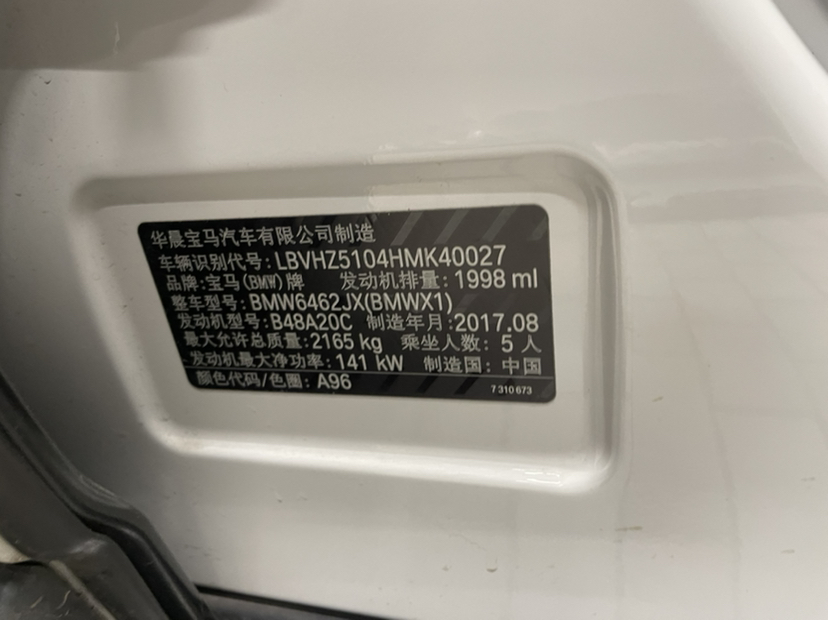 华晨宝马汽车有限公司制造
车辆识别代号: LBVHZ5104HMK40027
品牌: 宝马(BMW)牌 发动机排量: 1998 ml
整车型号: BMW6462JX(BMWX1)
发动机型号: B48A20C 制造年月: 2017.08
最大允许总质量: 2165 kg 乘坐人数: 5 人
发动机最大净功率: 141 kW 制造国: 中国
颜色代码/色圈: A96 7 310 673